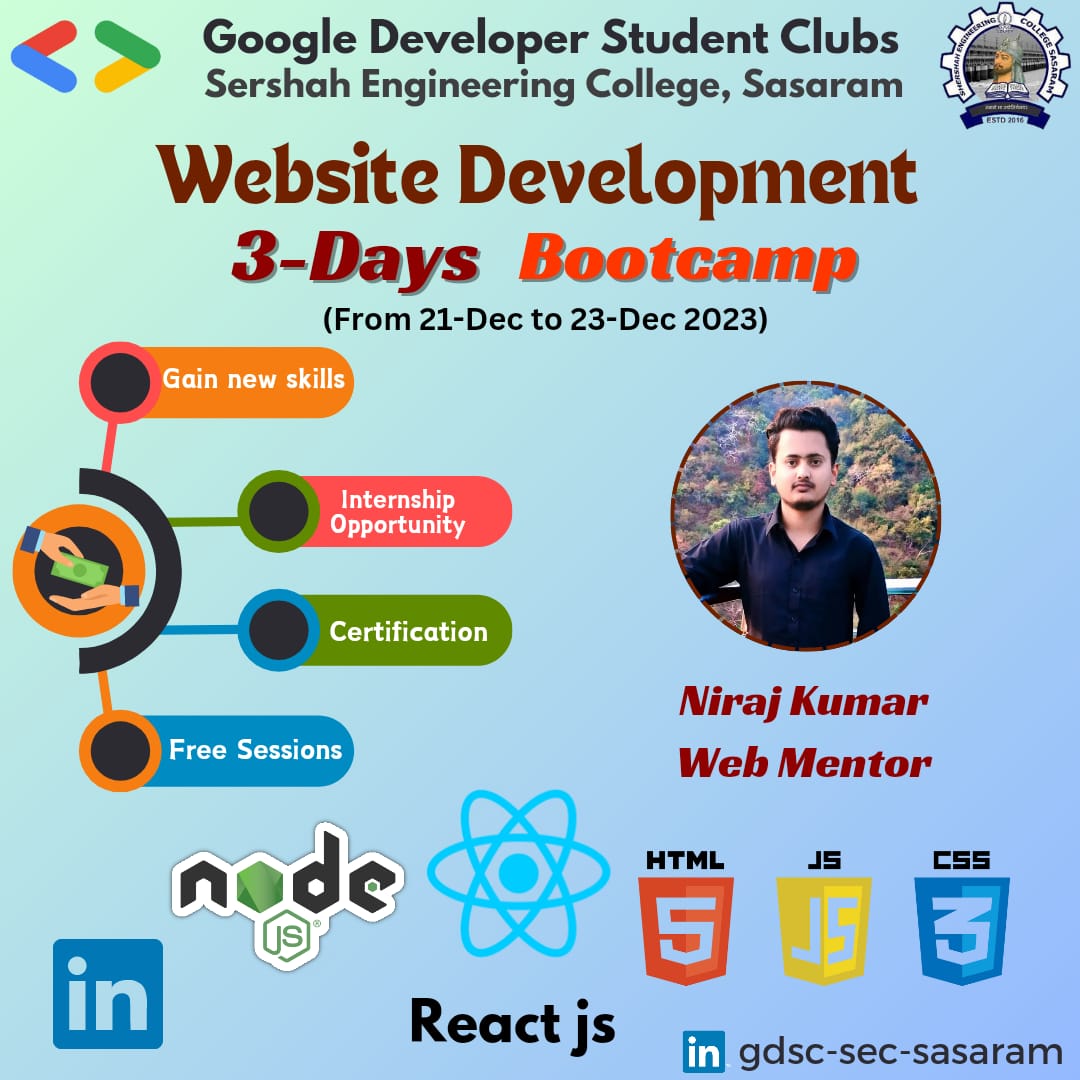 Google Developer Student Clubs
Sershah Engineering College, Sasaram
SHERSHAH ENGINEERING COLLEGE SASARAM
ESTD 2016
Website Development
3-Days Bootcamp
(From 21-Dec to 23-Dec 2023)
Gain new skills
Internship
Opportunity
Certification
Free Sessions
Niraj Kumar
Web Mentor
node
JS
HTML
5
JS
JS
CSS
3
in
React js
in gdsc-sec-sasaram